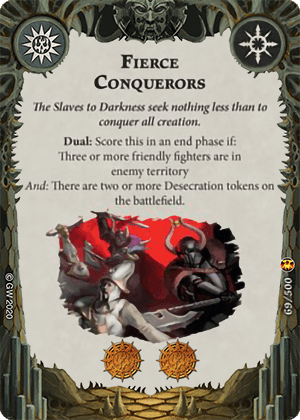 FIERCE
CONQUERORS
The Slaves to Darkness seek nothing less than to
conquer all creation.
Dual: Score this in an end phase if:
Three or more friendly fighters are in
enemy territory
And: There are two or more Desecration tokens on
the battlefield.
© GW 2020
69/500